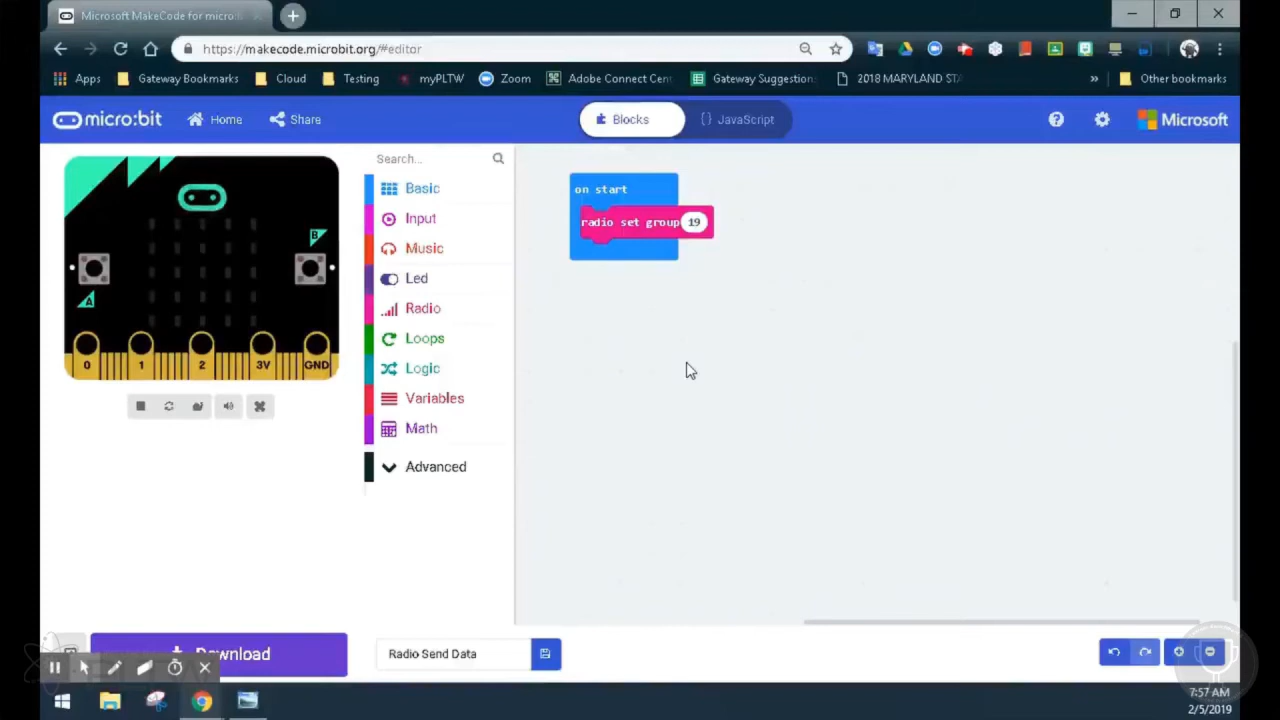 Microsoft MakeCode for micro:b
https://makecode.microbit.org/#editor
Apps Gateway Bookmarks Cloud Testing myPLTW Zoom Adobe Connect Cent Gateway Suggestion 2018 MARYLAND STA » Other bookmarks
micro:bit Home Share Blocks {} JavaScript Microsoft
Search...
Basic
Input
Music
Led
Radio
Loops
Logic
Variables
Math
Advanced
on start
radio set group 19
B
A
0 1 2 3V GND
Download
Radio Send Data
7:57 AM
2/5/2019